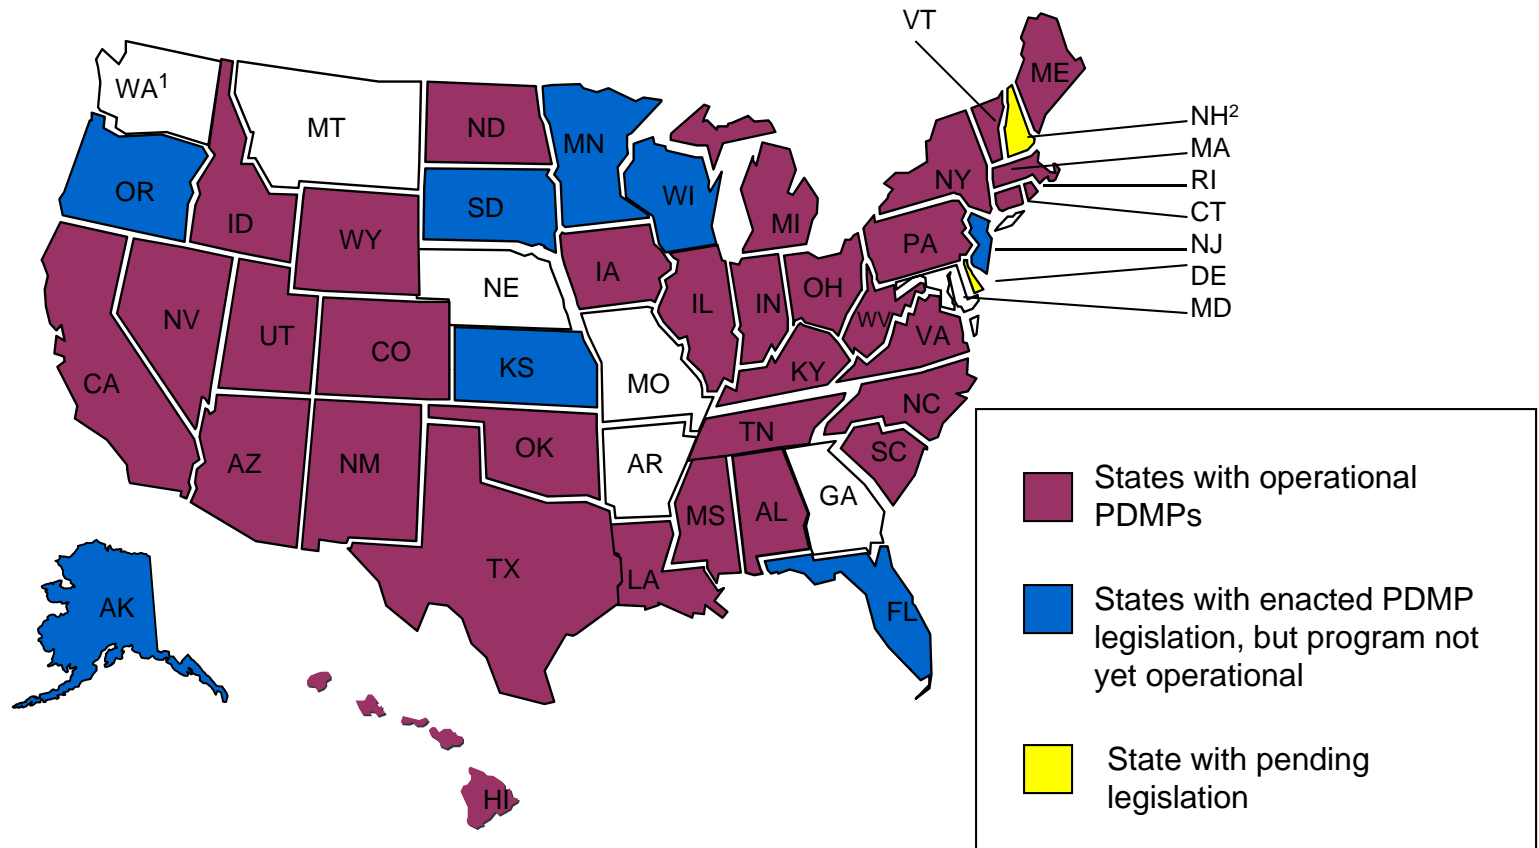 VT
ME
WA1
MT
ND
MN
NH2
MA
RI
CT
NJ
DE
MD
OR
ID
WY
SD
WI
MI
NY
PA
NE
IA
IL
IN
OH
WV
VA
NV
UT
CO
KS
MO
KY
CA
NC
TN
SC
AZ
NM
OK
AR
GA
MS
AL
TX
LA
FL
AK
HI
States with operational
PDMPs
States with enacted PDMP
legislation, but program not
yet operational
State with pending
legislation